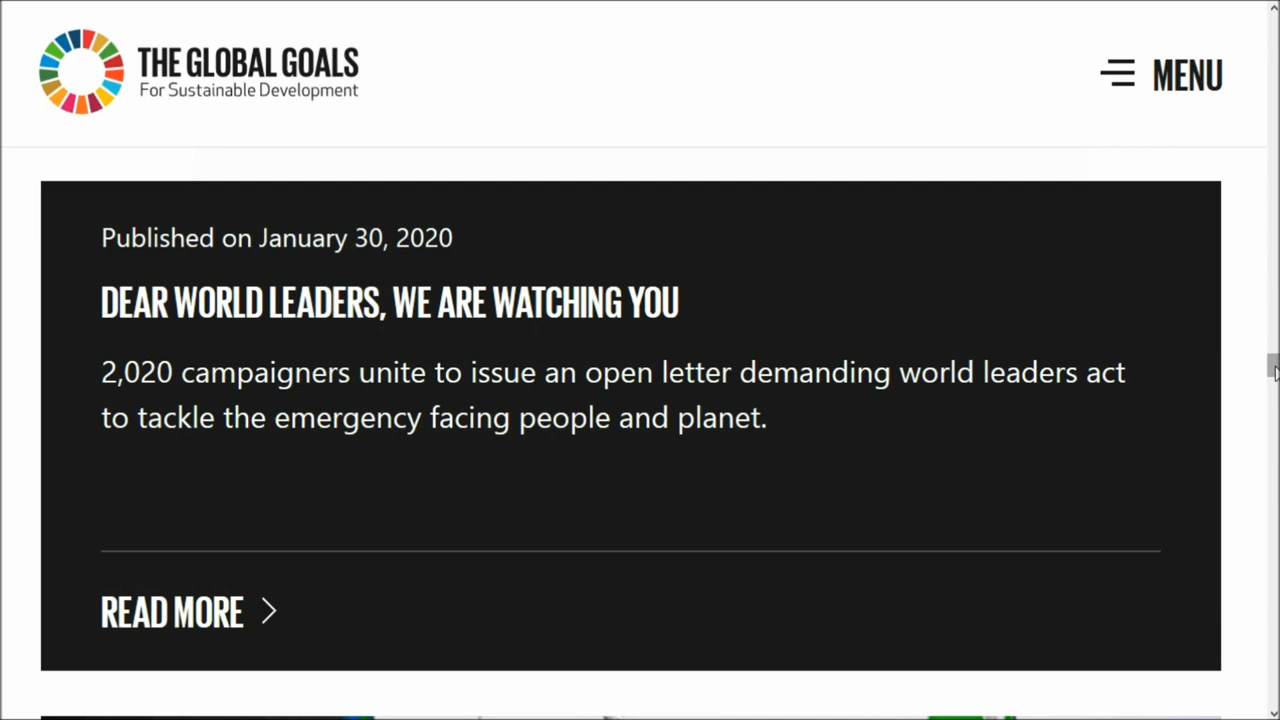 THE GLOBAL GOALS
For Sustainable Development
MENU
Published on January 30, 2020
DEAR WORLD LEADERS, WE ARE WATCHING YOU
2,020 campaigners unite to issue an open letter demanding world leaders act
to tackle the emergency facing people and planet.
READ MORE